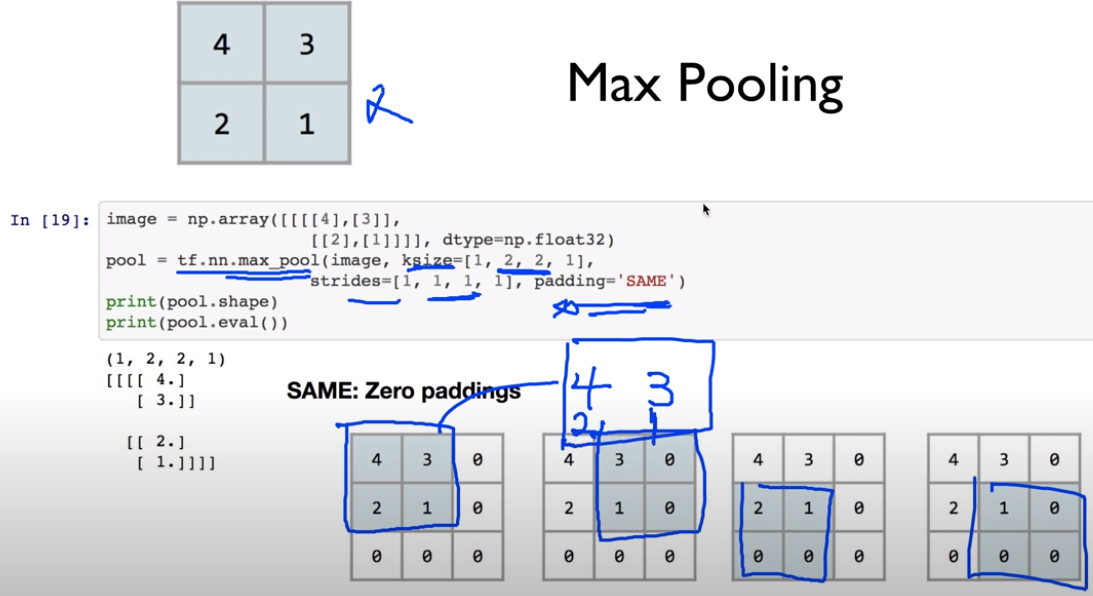 4 3
2 1
2
Max Pooling
In [19]:
image = np.array([[[[4],[3]],
[[2],[1]]]], dtype=np.float32)
pool = tf.nn.max_pool(image, ksize=[1, 2, 2, 1],
strides=[1, 1, 1, 1], padding='SAME')
print(pool.shape)
print(pool.eval())
(1, 2, 2, 1)
[[[[ 4.]
[ 3.]]
[[ 2.]
[ 1.]]]]
SAME: Zero paddings
4 3
2 1
4 3 0
2 1 0
0 0 0
4 3 0
2 1 0
0 0 0
4 3 0
2 1 0
0 0 0
4 3 0
2 1 0
0 0 0